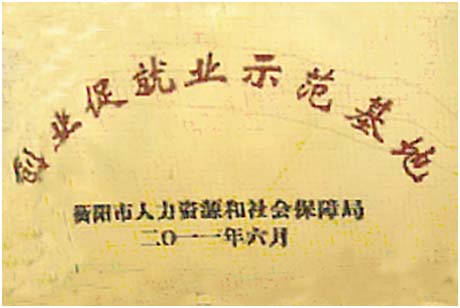 创业促就业示范基地
衡阳市人力资源和社会保障局
二〇一一年六月